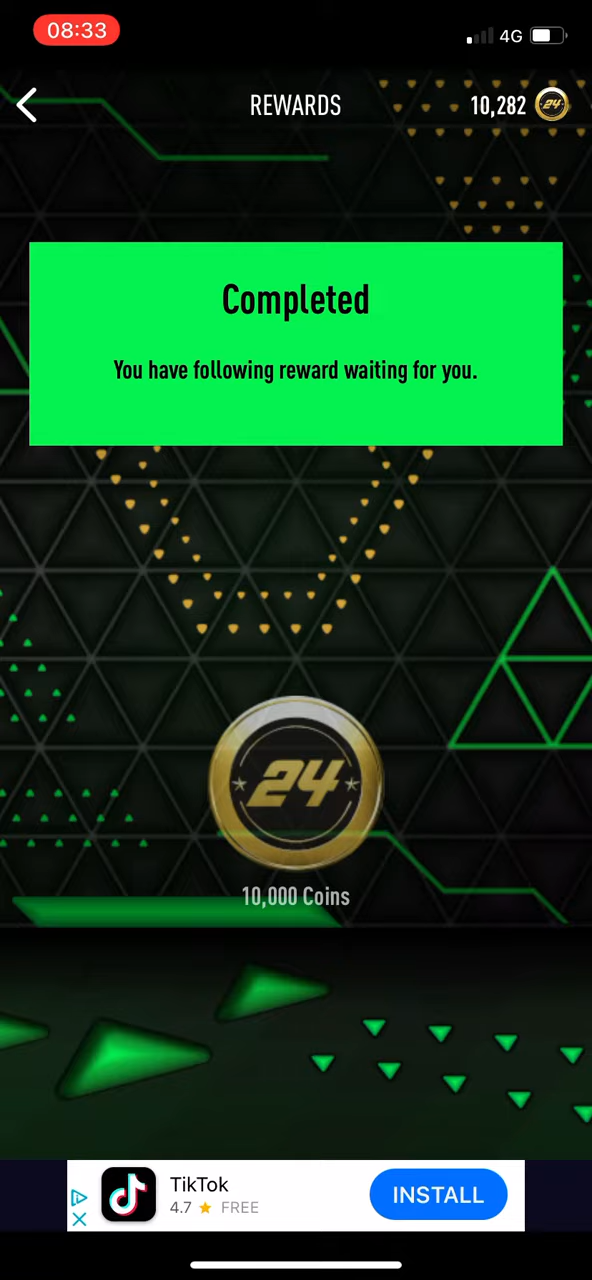 08:33
4G
REWARDS
10,282
24
Completed
You have following reward waiting for you.
24
10,000 Coins
TikTok
4.7 FREE
INSTALL